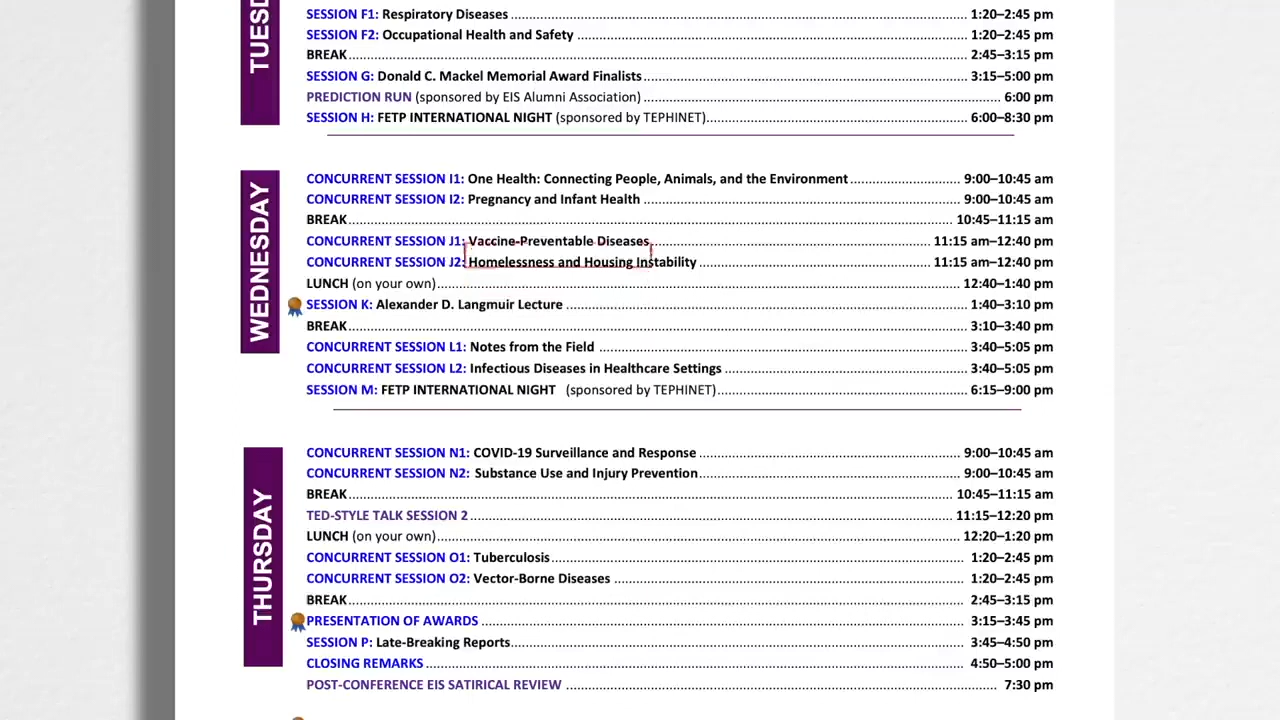 TUESD
SESSION F1: Respiratory Diseases 1:20–2:45 pm
SESSION F2: Occupational Health and Safety 1:20–2:45 pm
BREAK 2:45–3:15 pm
SESSION G: Donald C. Mackel Memorial Award Finalists 3:15–5:00 pm
PREDICTION RUN (sponsored by EIS Alumni Association) 6:00 pm
SESSION H: FETP INTERNATIONAL NIGHT (sponsored by TEPHINET) 6:00–8:30 pm
WEDNESDAY
CONCURRENT SESSION I1: One Health: Connecting People, Animals, and the Environment 9:00–10:45 am
CONCURRENT SESSION I2: Pregnancy and Infant Health 9:00–10:45 am
BREAK 10:45–11:15 am
CONCURRENT SESSION J1: Vaccine-Preventable Diseases 11:15 am–12:40 pm
CONCURRENT SESSION J2: Homelessness and Housing Instability 11:15 am–12:40 pm
LUNCH (on your own) 12:40–1:40 pm
SESSION K: Alexander D. Langmuir Lecture 1:40–3:10 pm
BREAK 3:10–3:40 pm
CONCURRENT SESSION L1: Notes from the Field 3:40–5:05 pm
CONCURRENT SESSION L2: Infectious Diseases in Healthcare Settings 3:40–5:05 pm
SESSION M: FETP INTERNATIONAL NIGHT (sponsored by TEPHINET) 6:15–9:00 pm
THURSDAY
CONCURRENT SESSION N1: COVID-19 Surveillance and Response 9:00–10:45 am
CONCURRENT SESSION N2: Substance Use and Injury Prevention 9:00–10:45 am
BREAK 10:45–11:15 am
TED-STYLE TALK SESSION 2 11:15–12:20 pm
LUNCH (on your own) 12:20–1:20 pm
CONCURRENT SESSION O1: Tuberculosis 1:20–2:45 pm
CONCURRENT SESSION O2: Vector-Borne Diseases 1:20–2:45 pm
BREAK 2:45–3:15 pm
PRESENTATION OF AWARDS 3:15–3:45 pm
SESSION P: Late-Breaking Reports 3:45–4:50 pm
CLOSING REMARKS 4:50–5:00 pm
POST-CONFERENCE EIS SATIRICAL REVIEW 7:30 pm